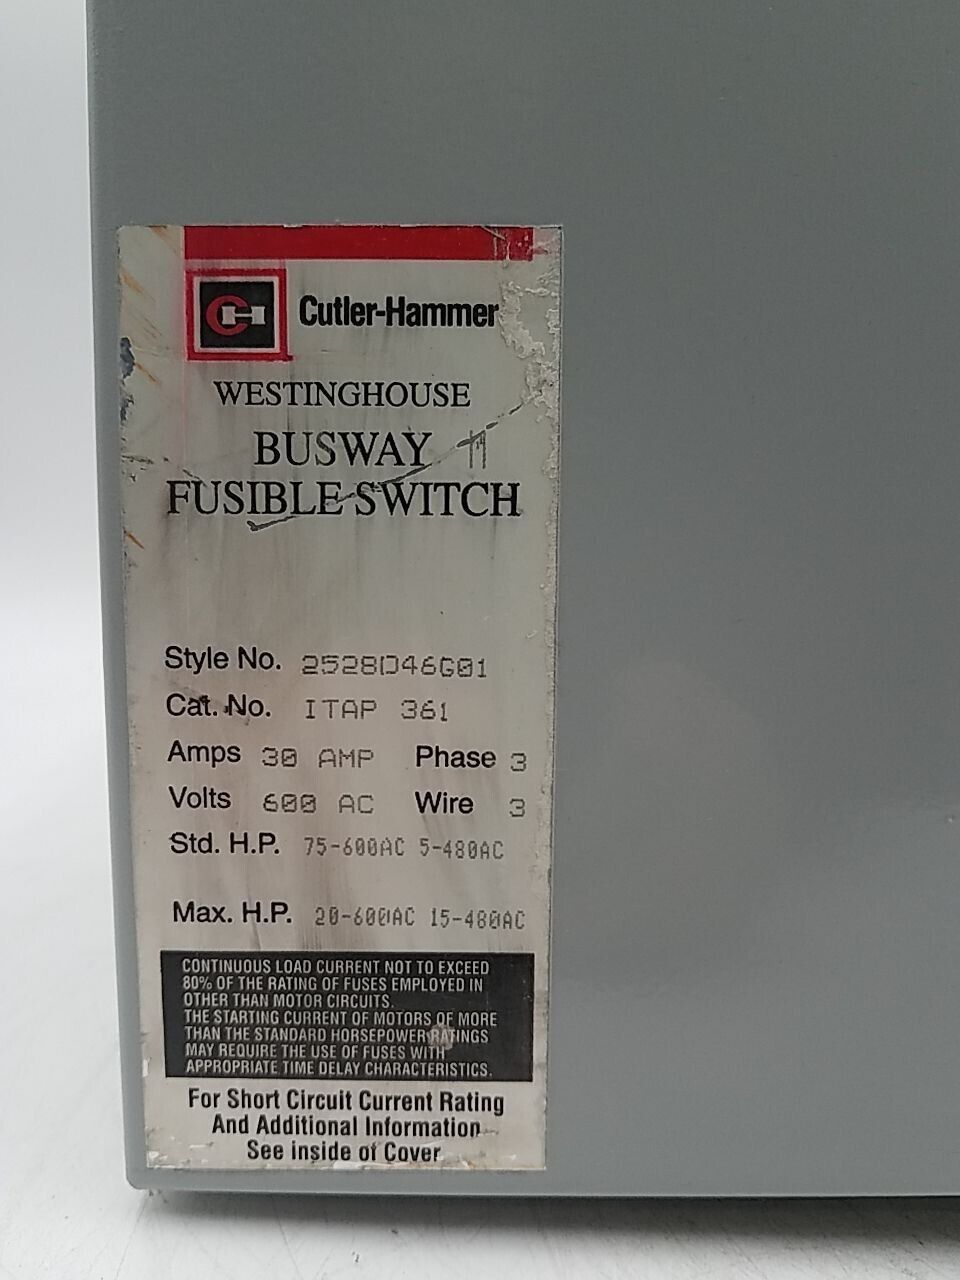 CH Cutler-Hammer
WESTINGHOUSE
BUSWAY
FUSIBLE SWITCH
Style No. 2528D46G01
Cat. No. ITAP 361
Amps 30 AMP Phase 3
Volts 600 AC Wire 3
Std. H.P. 75-600AC 5-480AC
Max. H.P. 20-600AC 15-480AC
CONTINUOUS LOAD CURRENT NOT TO EXCEED
80% OF THE RATING OF FUSES EMPLOYED IN
OTHER THAN MOTOR CIRCUITS.
THE STARTING CURRENT OF MOTORS OF MORE
THAN THE STANDARD HORSEPOWER RATINGS
MAY REQUIRE THE USE OF FUSES WITH
APPROPRIATE TIME DELAY CHARACTERISTICS.
For Short Circuit Current Rating
And Additional Information
See inside of Cover